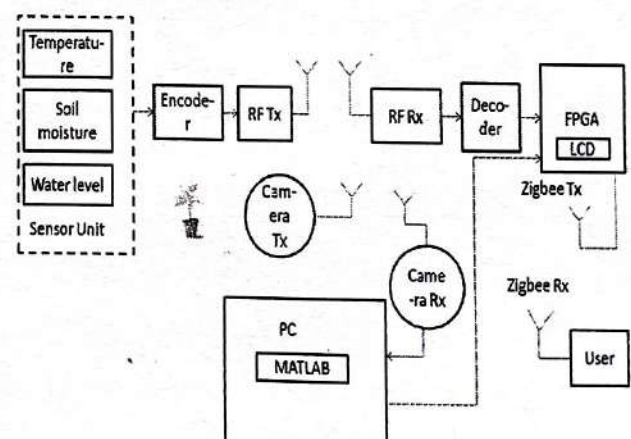 Temperatu-
re
Soil
moisture
Water level
Sensor Unit
Encode-
r
RF Tx
RF Rx
Deco-
der
FPGA
LCD
Zigbee Tx
Cam-
era
Tx
Came
-ra Rx
Zigbee Rx
PC
MATLAB
User